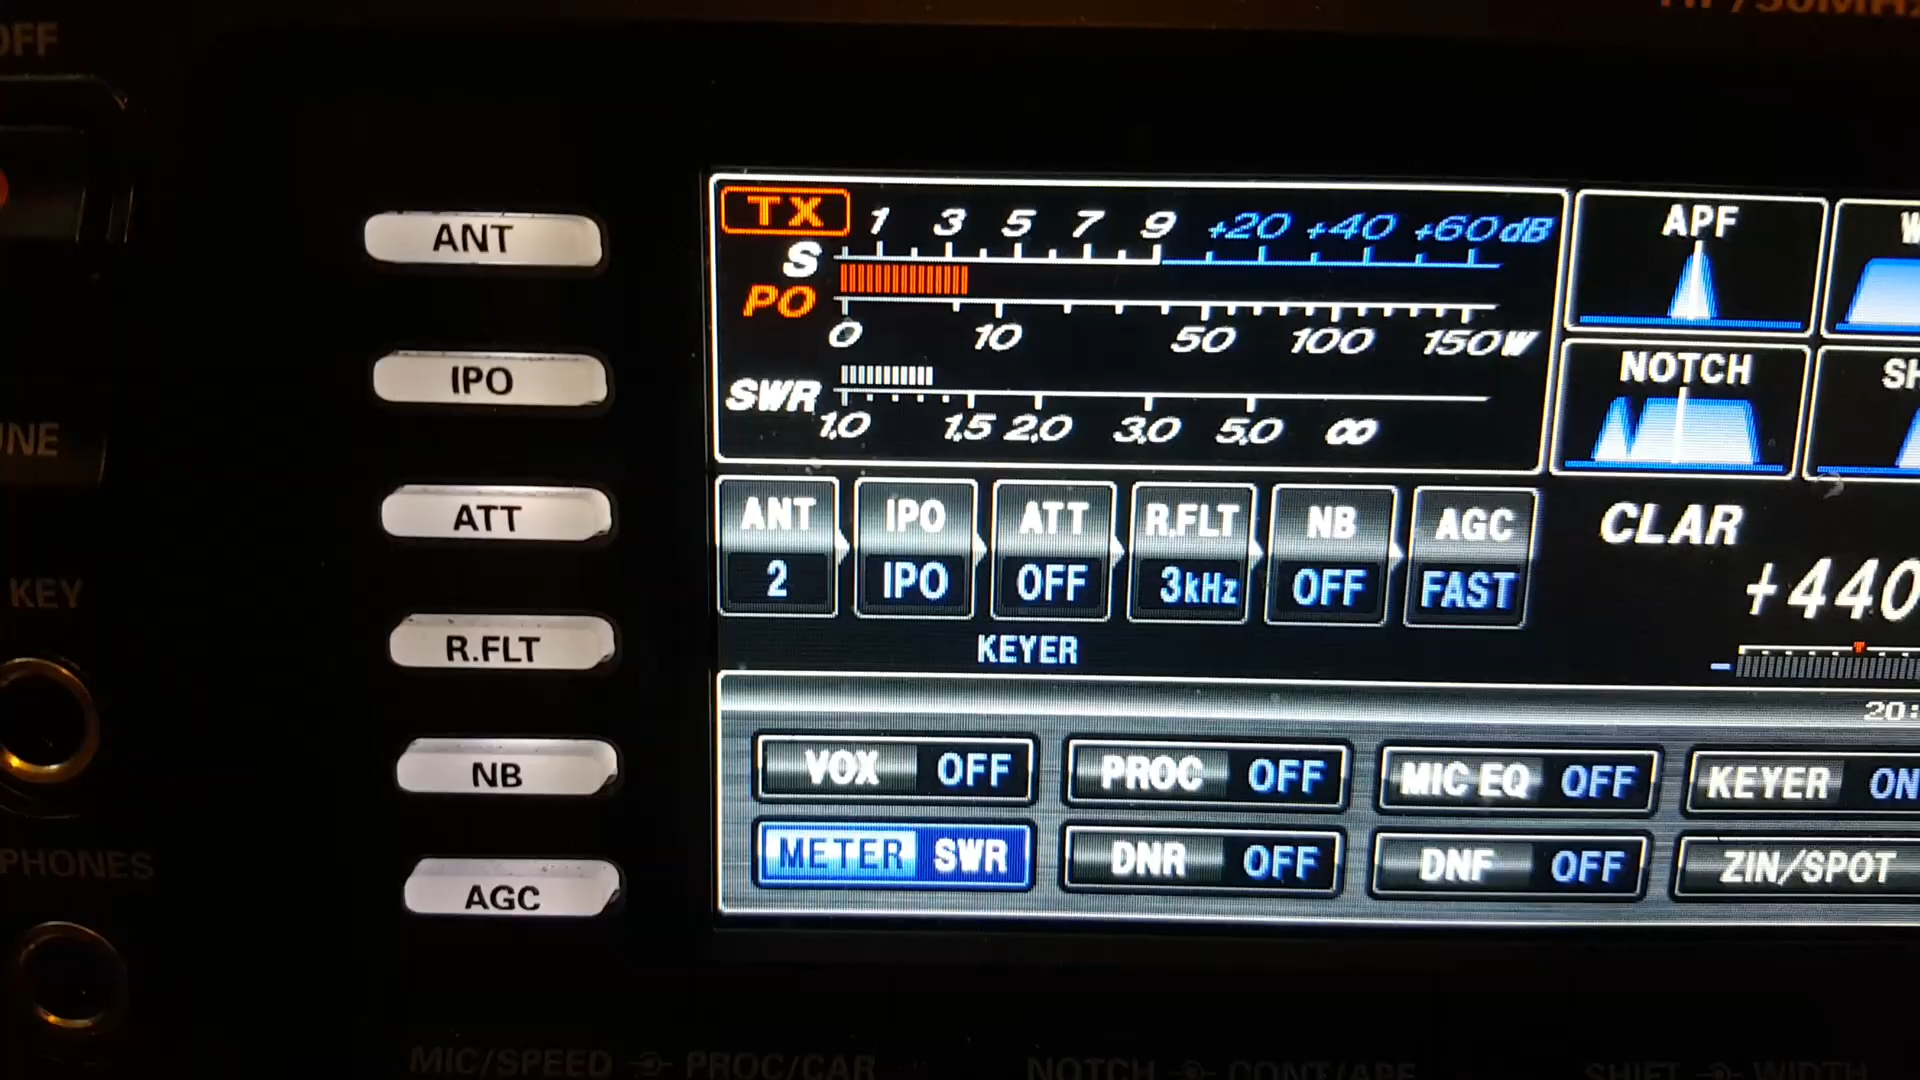 OFF
ANT
IPO
ATT
R.FLT
NB
AGC
KEY
PHONES
TX 1 3 5 7 9 +20 +40 +60dB
S
PO
0 10 50 100 150W
SWR
1.0 1.5 2.0 3.0 5.0 ∞
APF
NOTCH
ANT IPO ATT R.FLT NB AGC
2 IPO OFF 3kHz OFF FAST
CLAR
+440
KEYER
20:
VOX OFF PROC OFF MIC EQ OFF KEYER ON
METER SWR DNR OFF DNF OFF ZIN/SPOT
MIC/SPEED PROC/CAR NOTCH CONT/APF SHIFT WIDTH